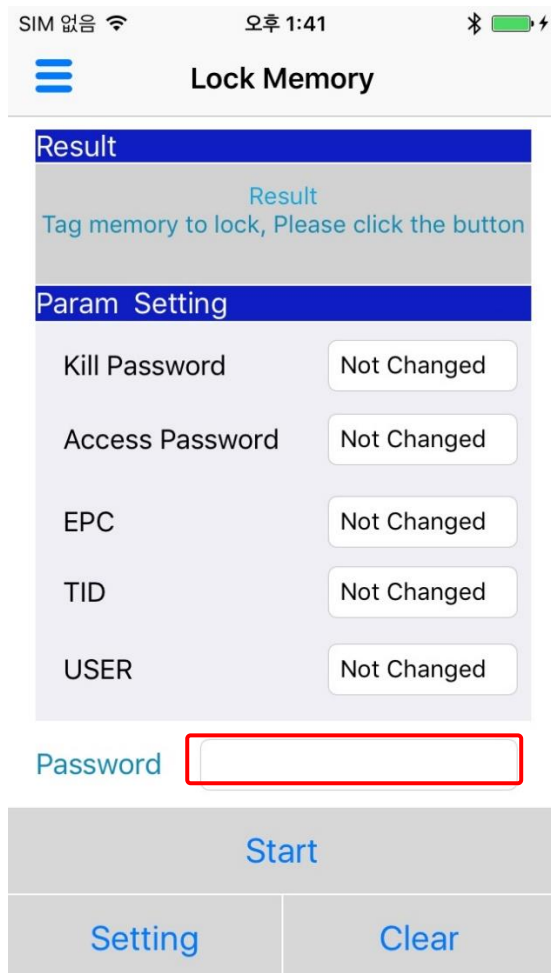 SIM 없음 오후 1:41
Lock Memory
Result
Result
Tag memory to lock, Please click the button
Param Setting
Kill Password Not Changed
Access Password Not Changed
EPC Not Changed
TID Not Changed
USER Not Changed
Password
Start
Setting Clear